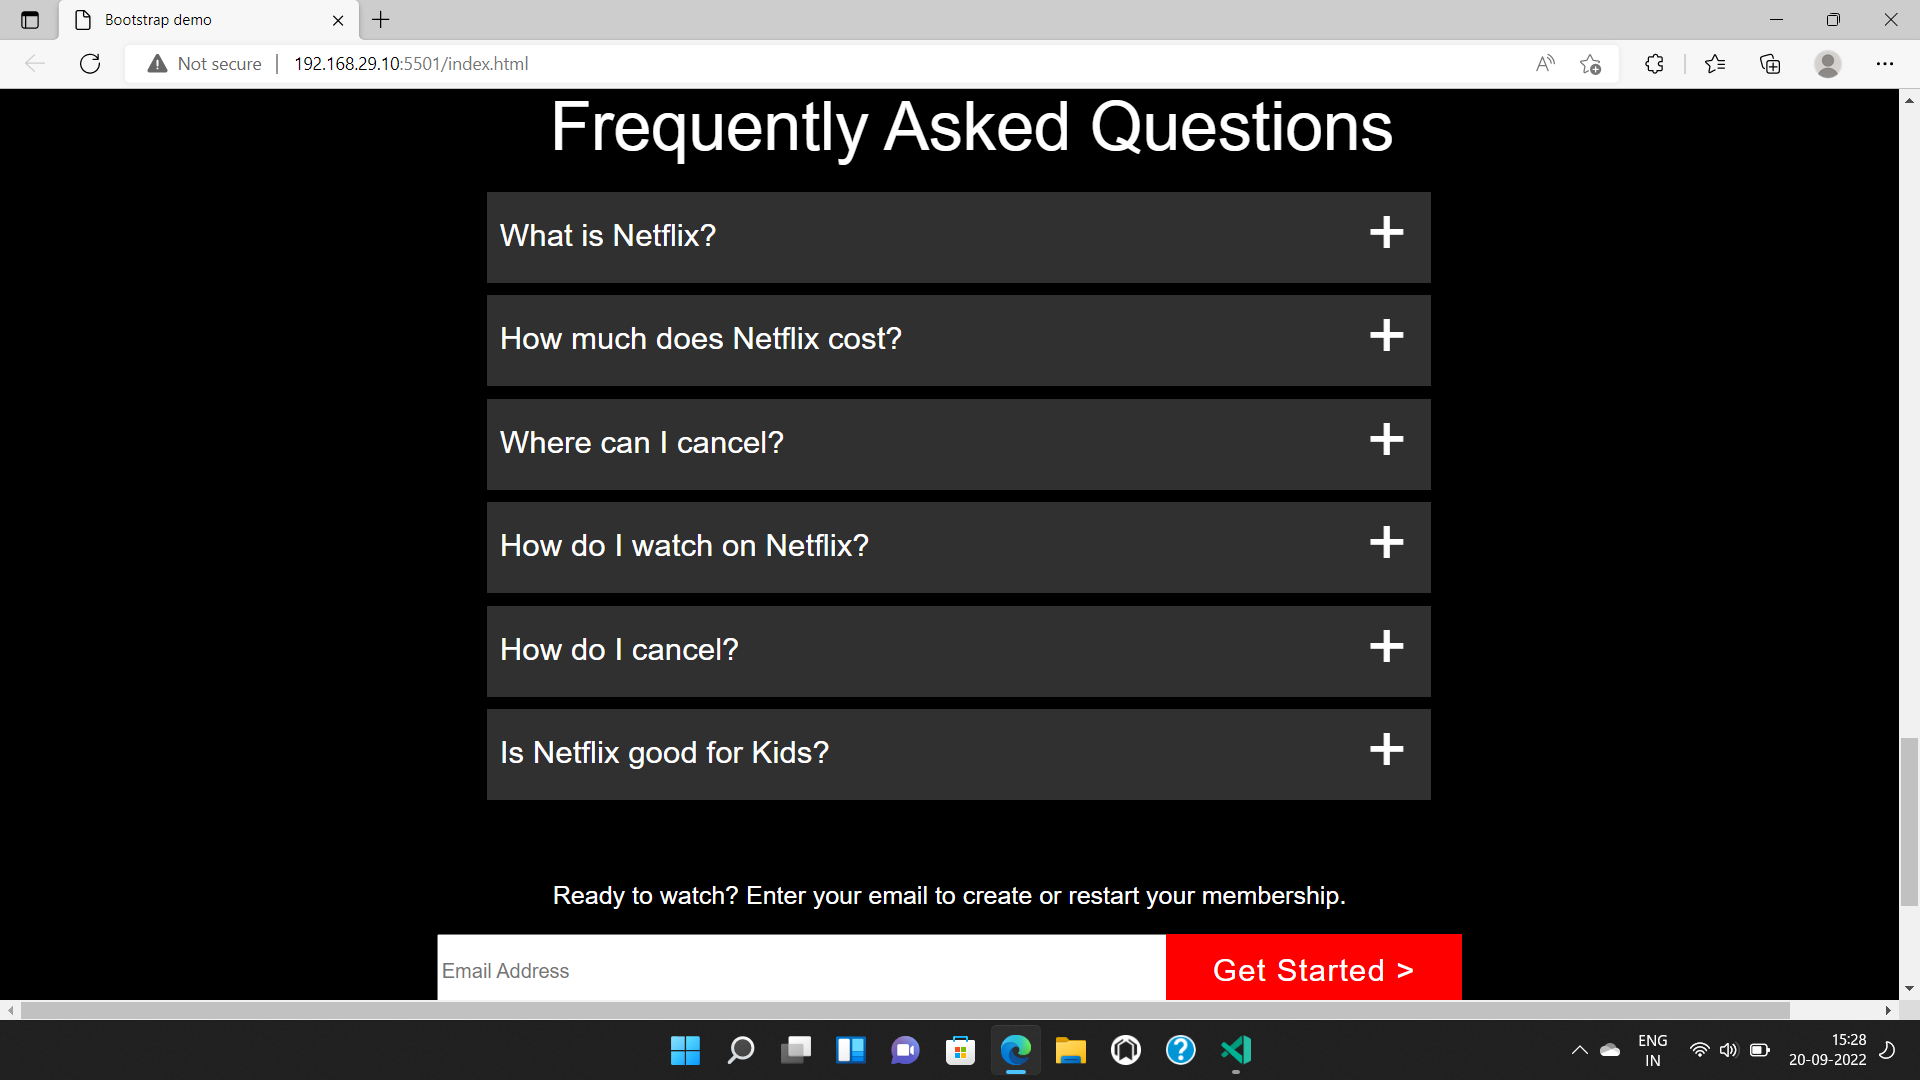 Bootstrap demo
Not secure
192.168.29.10:5501/index.html
Frequently Asked Questions
What is Netflix?
How much does Netflix cost?
Where can I cancel?
How do I watch on Netflix?
How do I cancel?
Is Netflix good for Kids?
Ready to watch? Enter your email to create or restart your membership.
Email Address
Get Started >
ENG
IN
15:28
20-09-2022